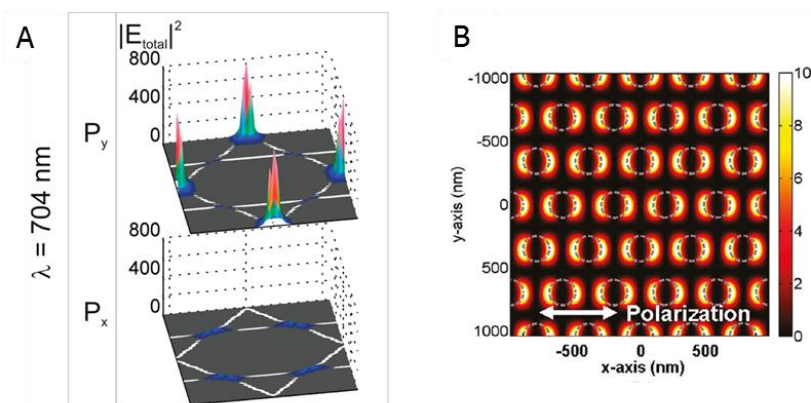 A
B
|E_total|²
800
400
0
P_y
λ = 704 nm
800
400
0
P_x
-1000
-500
0
500
1000
y-axis (nm)
-500 0 500
x-axis (nm)
Polarization
10
8
6
4
2
0